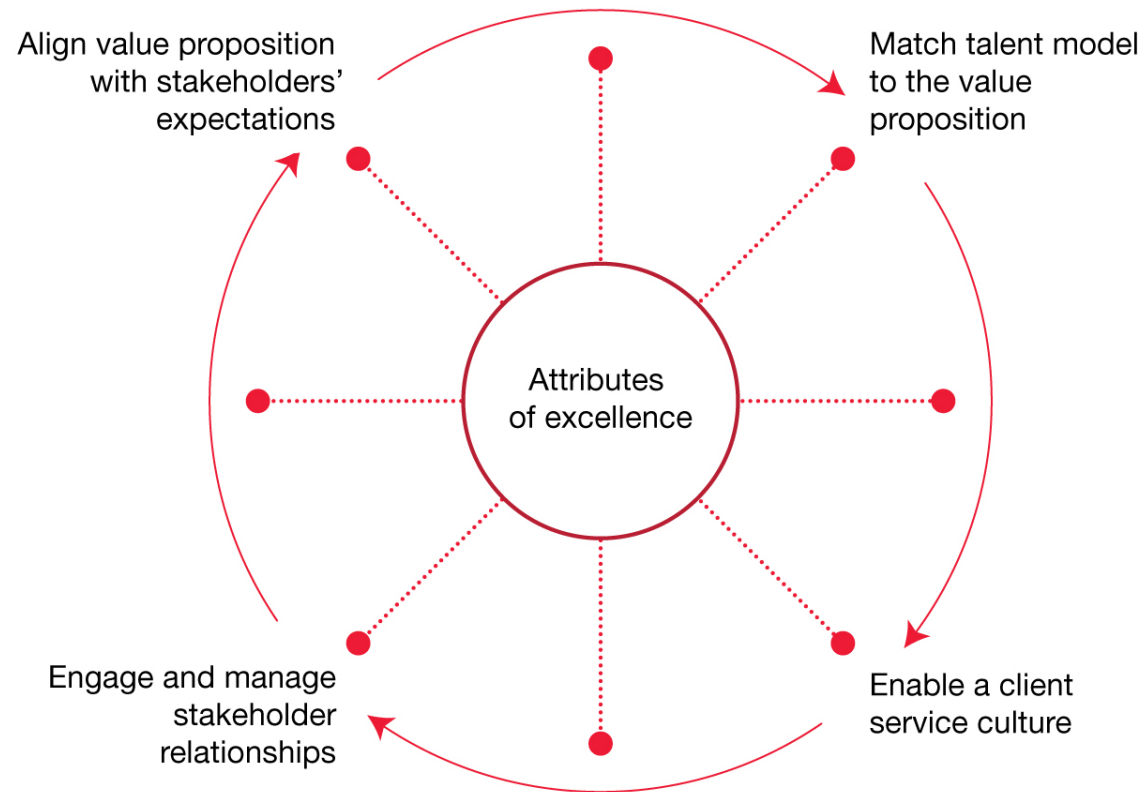 Align value proposition
with stakeholders’
expectations
Match talent model
to the value
proposition
Attributes
of excellence
Engage and manage
stakeholder
relationships
Enable a client
service culture